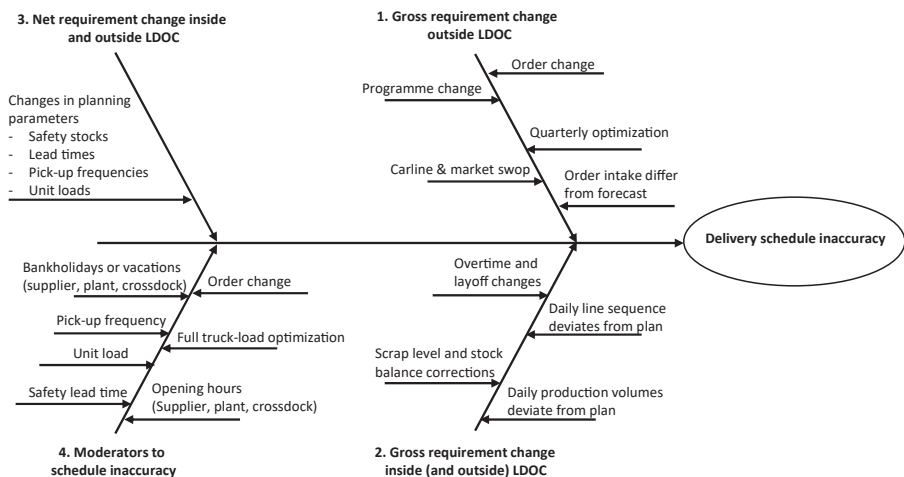 3. Net requirement change inside
and outside LDOC
1. Gross requirement change
outside LDOC
Order change
Programme change
Changes in planning
parameters
- Safety stocks
- Lead times
- Pick-up frequencies
- Unit loads
Quarterly optimization
Carline & market swop
Order intake differ
from forecast
Delivery schedule inaccuracy
Bankholidays or vacations
(supplier, plant, crossdock)
Order change
Pick-up frequency
Full truck-load optimization
Unit load
Safety lead time
Opening hours
(Supplier, plant, crossdock)
Overtime and
layoff changes
Daily line sequence
deviates from plan
Scrap level and stock
balance corrections
Daily production volumes
deviate from plan
4. Moderators to
schedule inaccuracy
2. Gross requirement change
inside (and outside) LDOC